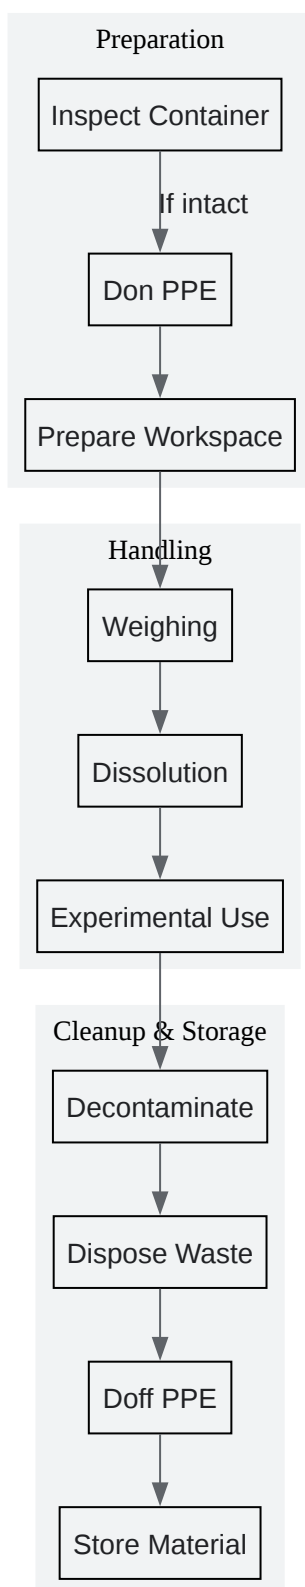 Preparation
Inspect Container
If intact
Don PPE
Prepare Workspace
Handling
Weighing
Dissolution
Experimental Use
Cleanup & Storage
Decontaminate
Dispose Waste
Doff PPE
Store Material